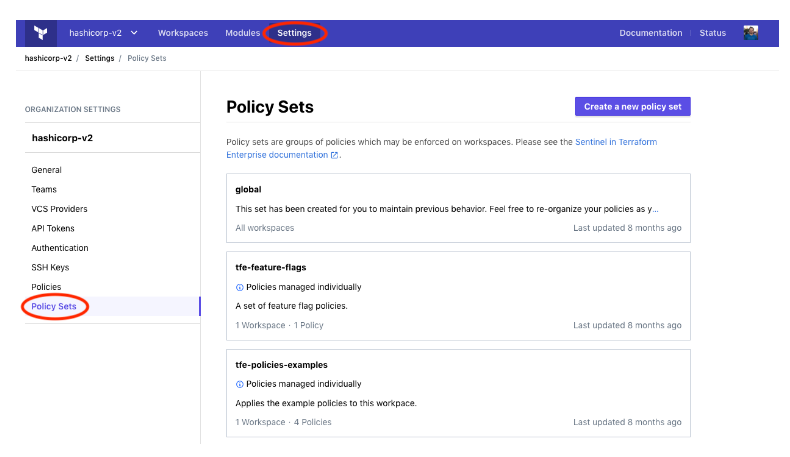 hashicorp-v2 Workspaces Modules Settings Documentation Status
hashicorp-v2 / Settings / Policy Sets
ORGANIZATION SETTINGS
hashicorp-v2
General
Teams
VCS Providers
API Tokens
Authentication
SSH Keys
Policies
Policy Sets
Policy Sets
Create a new policy set
Policy sets are groups of policies which may be enforced on workspaces. Please see the Sentinel in Terraform
Enterprise documentation.
global
This set has been created for you to maintain previous behavior. Feel free to re-organize your policies as y...
All workspaces Last updated 8 months ago
tfe-feature-flags
Policies managed individually
A set of feature flag policies.
1 Workspace · 1 Policy Last updated 8 months ago
tfe-policies-examples
Policies managed individually
Applies the example policies to this workpace.
1 Workspace · 4 Policies Last updated 8 months ago